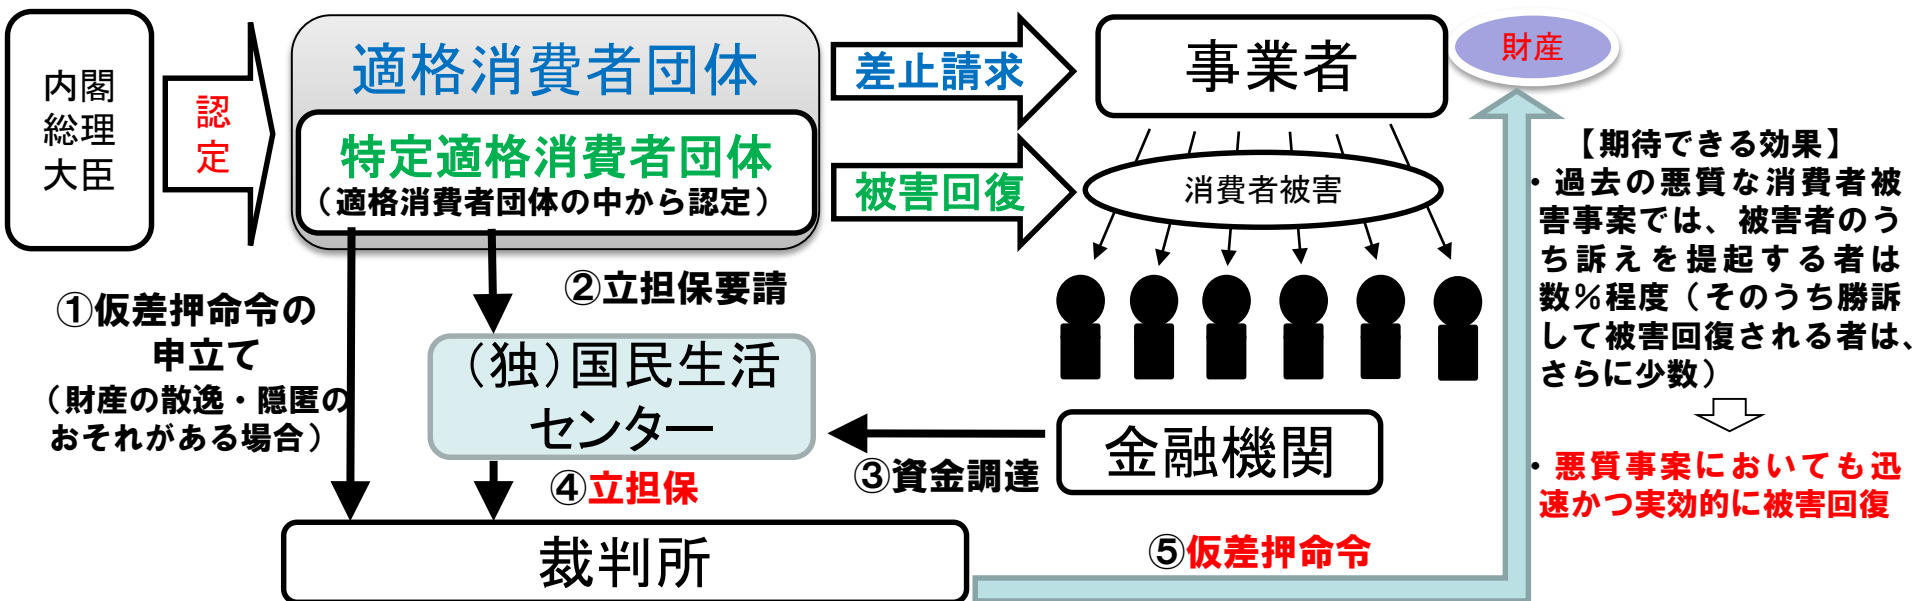 内閣
総理
大臣
認
定
適格消費者団体
特定適格消費者団体
（適格消費者団体の中から認定）
差止請求
被害回復
事業者
財産
消費者被害
①仮差押命令の
申立て
（財産の散逸・隠匿の
おそれがある場合）
②立担保要請
（独）国民生活
センター
③資金調達
金融機関
④立担保
裁判所
⑤仮差押命令
【期待できる効果】
・過去の悪質な消費者被
害事案では、被害者のう
ち訴えを提起する者は
数％程度（そのうち勝訴
して被害回復される者は、
さらに少数）
・悪質事案においても迅
速かつ実効的に被害回復